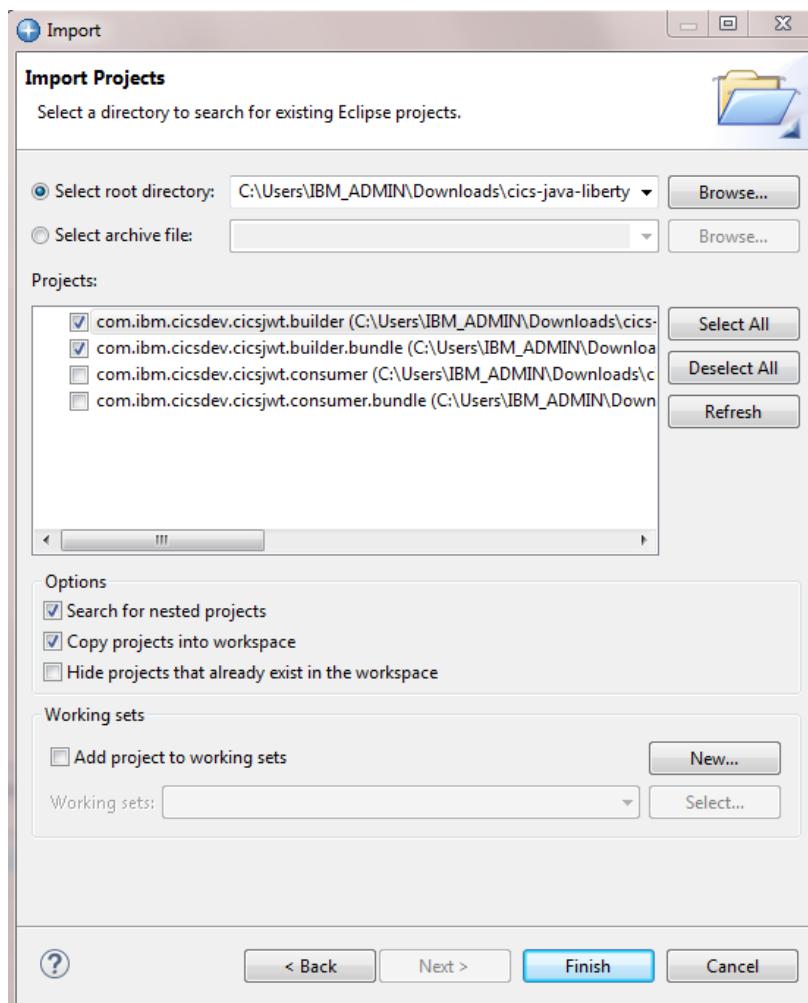 Import
Import Projects
Select a directory to search for existing Eclipse projects.
Select root directory: C:\Users\IBM_ADMIN\Downloads\cics-java-liberty Browse...
Select archive file: Browse...
Projects:
com.ibm.cicsdev.cicsjwt.builder (C:\Users\IBM_ADMIN\Downloads\cics- Select All
com.ibm.cicsdev.cicsjwt.builder.bundle (C:\Users\IBM_ADMIN\Downloa
com.ibm.cicsdev.cicsjwt.consumer (C:\Users\IBM_ADMIN\Downloads\c Deselect All
com.ibm.cicsdev.cicsjwt.consumer.bundle (C:\Users\IBM_ADMIN\Down Refresh
Options
Search for nested projects
Copy projects into workspace
Hide projects that already exist in the workspace
Working sets
Add project to working sets New...
Working sets: Select...
? < Back Next > Finish Cancel